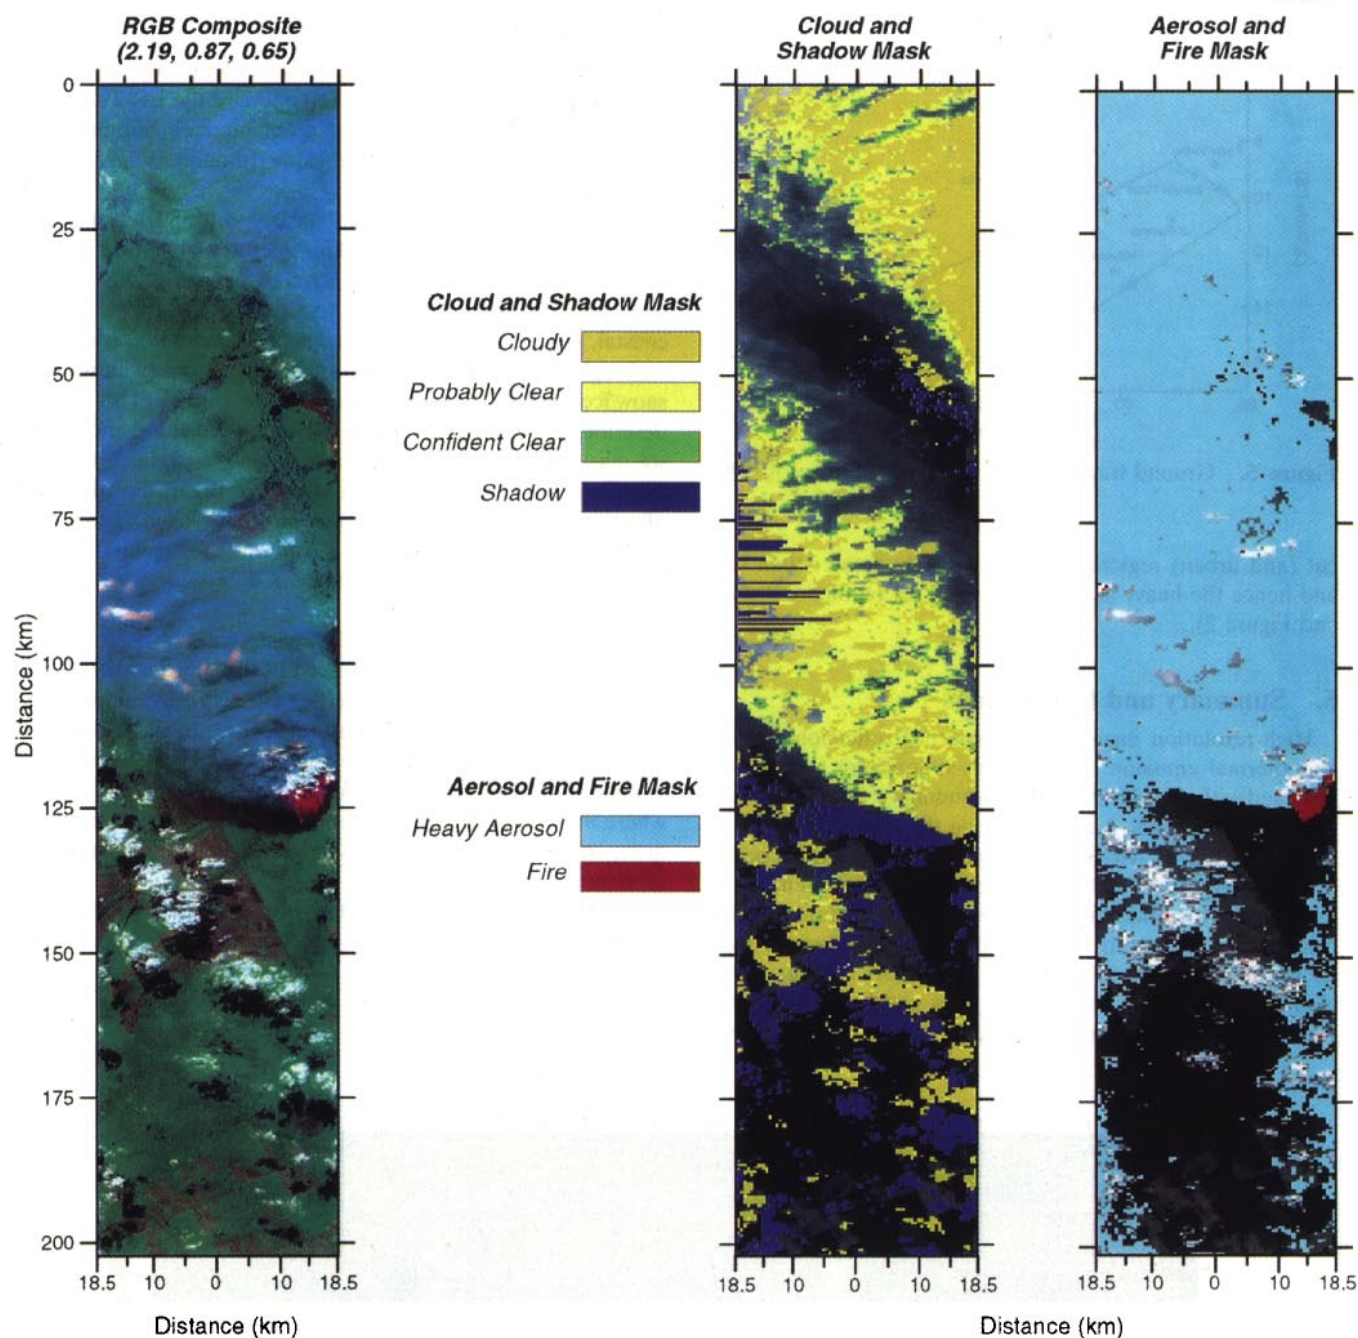 RGB Composite
(2.19, 0.87, 0.65)
Cloud and
Shadow Mask
Aerosol and
Fire Mask
0
25
50
75
100
125
150
175
200
Distance (km)
18.5 10 0 10 18.5
Distance (km)
Cloud and Shadow Mask
Cloudy
Probably Clear
Confident Clear
Shadow
Aerosol and Fire Mask
Heavy Aerosol
Fire
18.5 10 0 10 18.5
18.5 10 0 10 18.5
Distance (km)